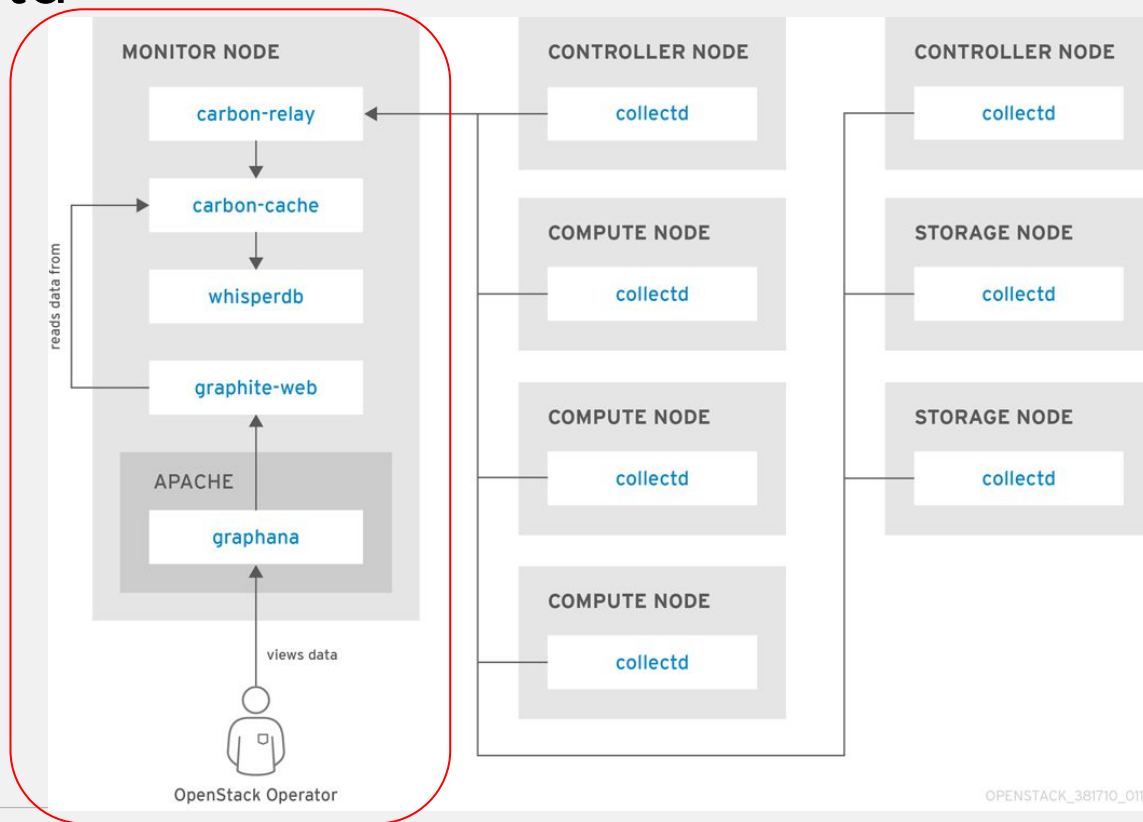 MONITOR NODE
carbon-relay
carbon-cache
whisperdb
reads data from
graphite-web
APACHE
graphana
views data
OpenStack Operator
CONTROLLER NODE
collectd
COMPUTE NODE
collectd
COMPUTE NODE
collectd
COMPUTE NODE
collectd
CONTROLLER NODE
collectd
STORAGE NODE
collectd
STORAGE NODE
collectd
OPENSTACK_381710_011